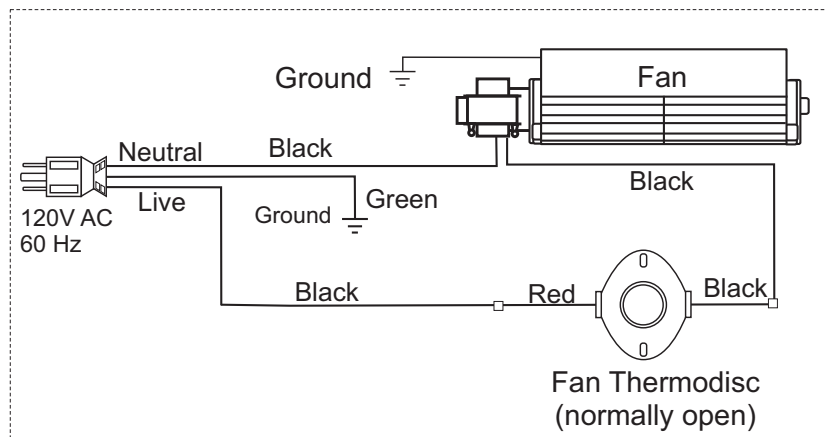 Ground
Fan
Neutral
Black
Live
Ground
Green
Black
120V AC
60 Hz
Black
Red
Black
Fan Thermodisc
(normally open)